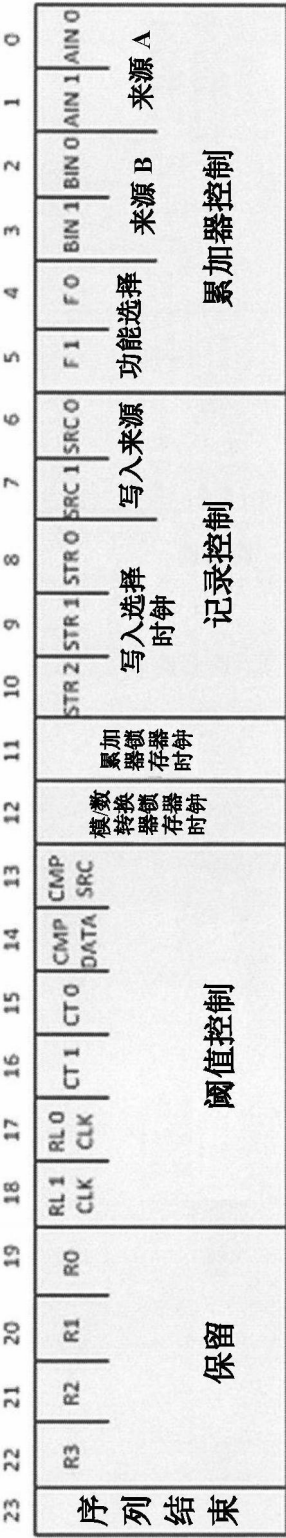 23 22 21 20 19 18 17 16 15 14 13 12 11 10 9 8 7 6 5 4 3 2 1 0
序列结束
R3 R2 R1 R0
保留
RL 1 CLK
RL 0 CLK
CT 1
CT 0
CMP DATA
CMP SRC
阈值控制
模/数转换器锁存器时钟
累加器锁存器时钟
STR 2 STR 1 STR 0
写入选择
时钟
SRC 1 SRC 0
写入来源
记录控制
F 1 F 0
功能选择
BIN 1 BIN 0
来源 B
AIN 1 AIN 0
来源 A
累加器控制